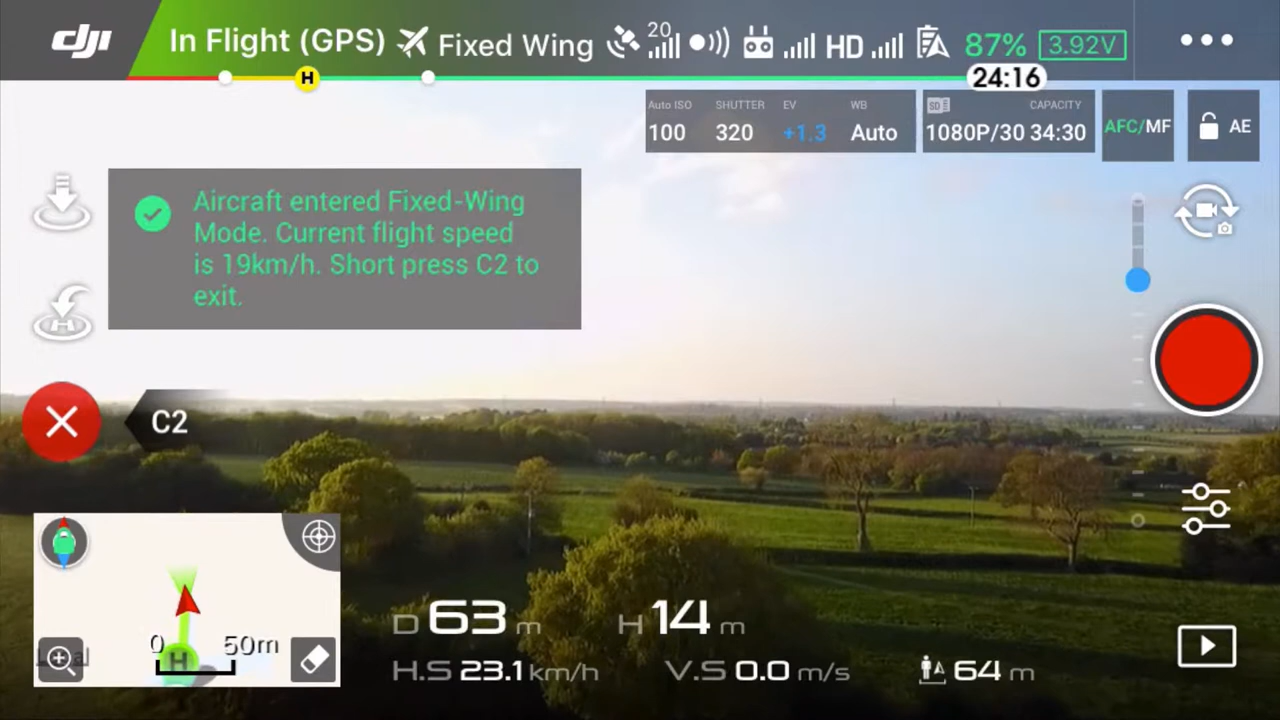 dji In Flight (GPS) Fixed Wing 20 HD 87% 3.92V
H 24:16
Auto ISO SHUTTER EV WB SD CAPACITY
100 320 +1.3 Auto 1080P/30 34:30 AFC/MF AE
Aircraft entered Fixed-Wing
Mode. Current flight speed
is 19km/h. Short press C2 to
exit.
H
C2
0 50m
H
D 63 m H 14 m
H.S 23.1 km/h V.S 0.0 m/s 64 m